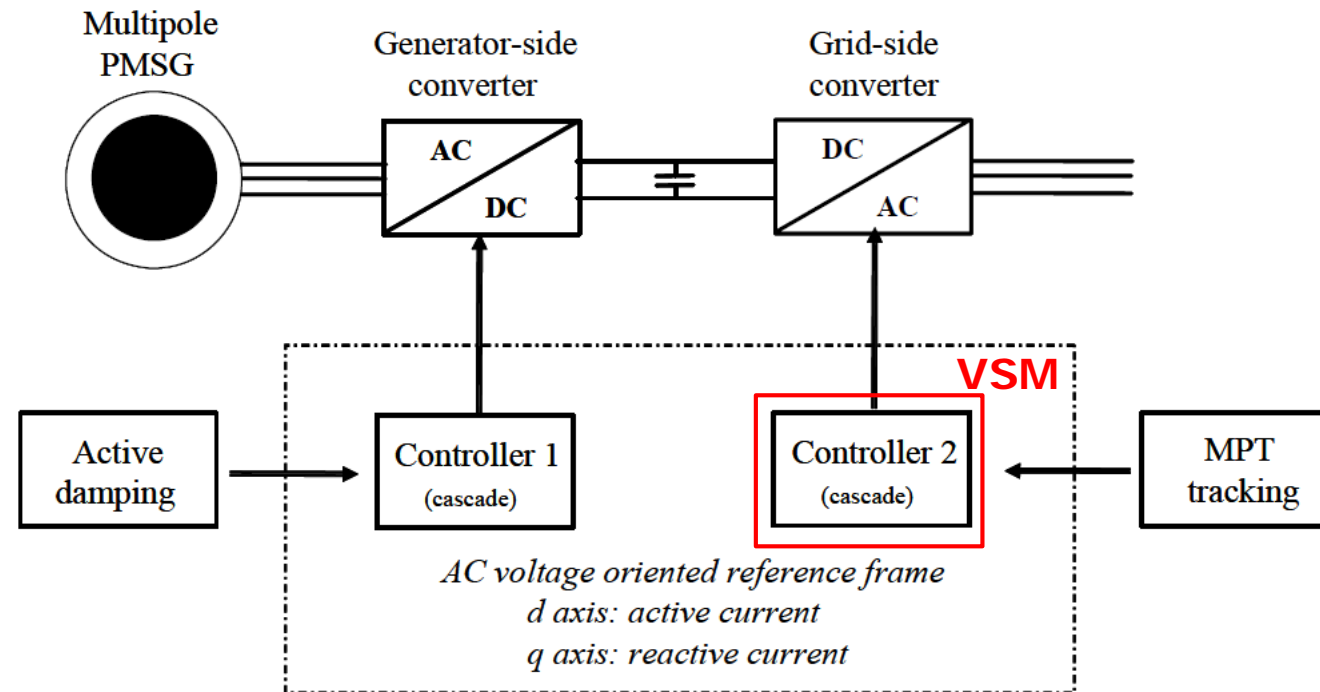 Multipole
PMSG
Generator-side
converter
Grid-side
converter
AC
DC
DC
AC
VSM
Active
damping
Controller 1
(cascade)
Controller 2
(cascade)
MPT
tracking
AC voltage oriented reference frame
d axis: active current
q axis: reactive current